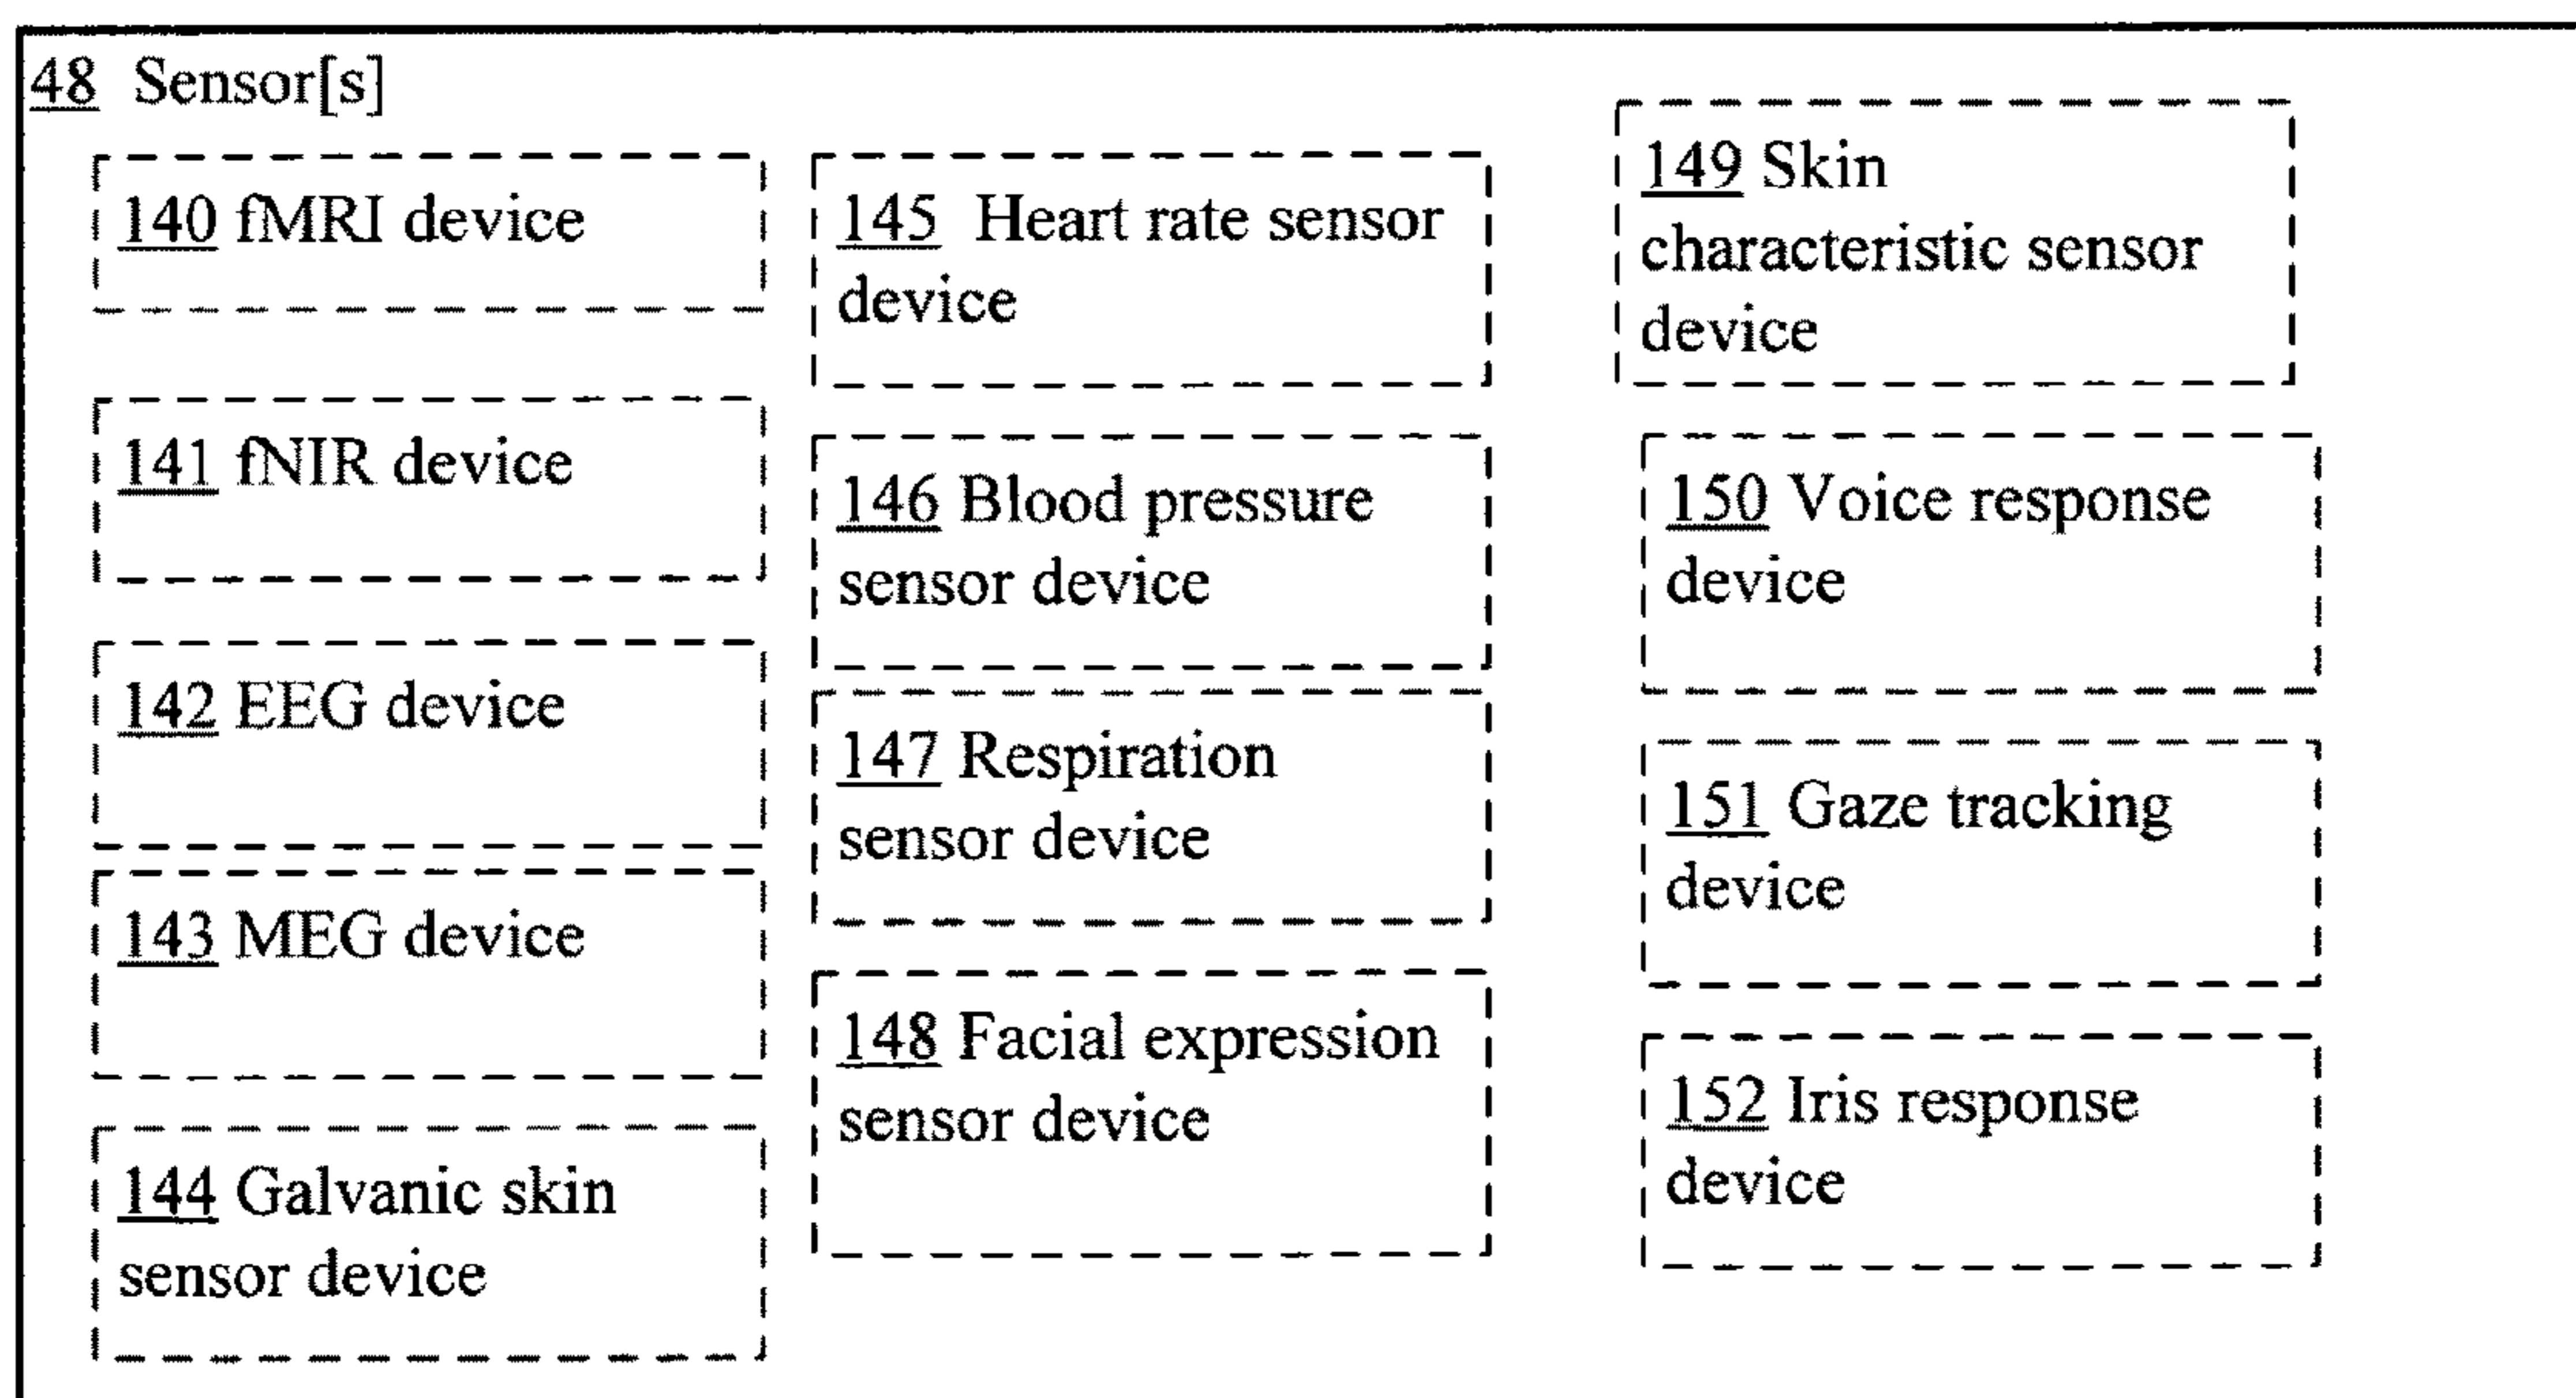 48 Sensor[s]
140 fMRI device
141 fNIR device
142 EEG device
143 MEG device
144 Galvanic skin
sensor device
145 Heart rate sensor
device
146 Blood pressure
sensor device
147 Respiration
sensor device
148 Facial expression
sensor device
149 Skin
characteristic sensor
device
150 Voice response
device
151 Gaze tracking
device
152 Iris response
device